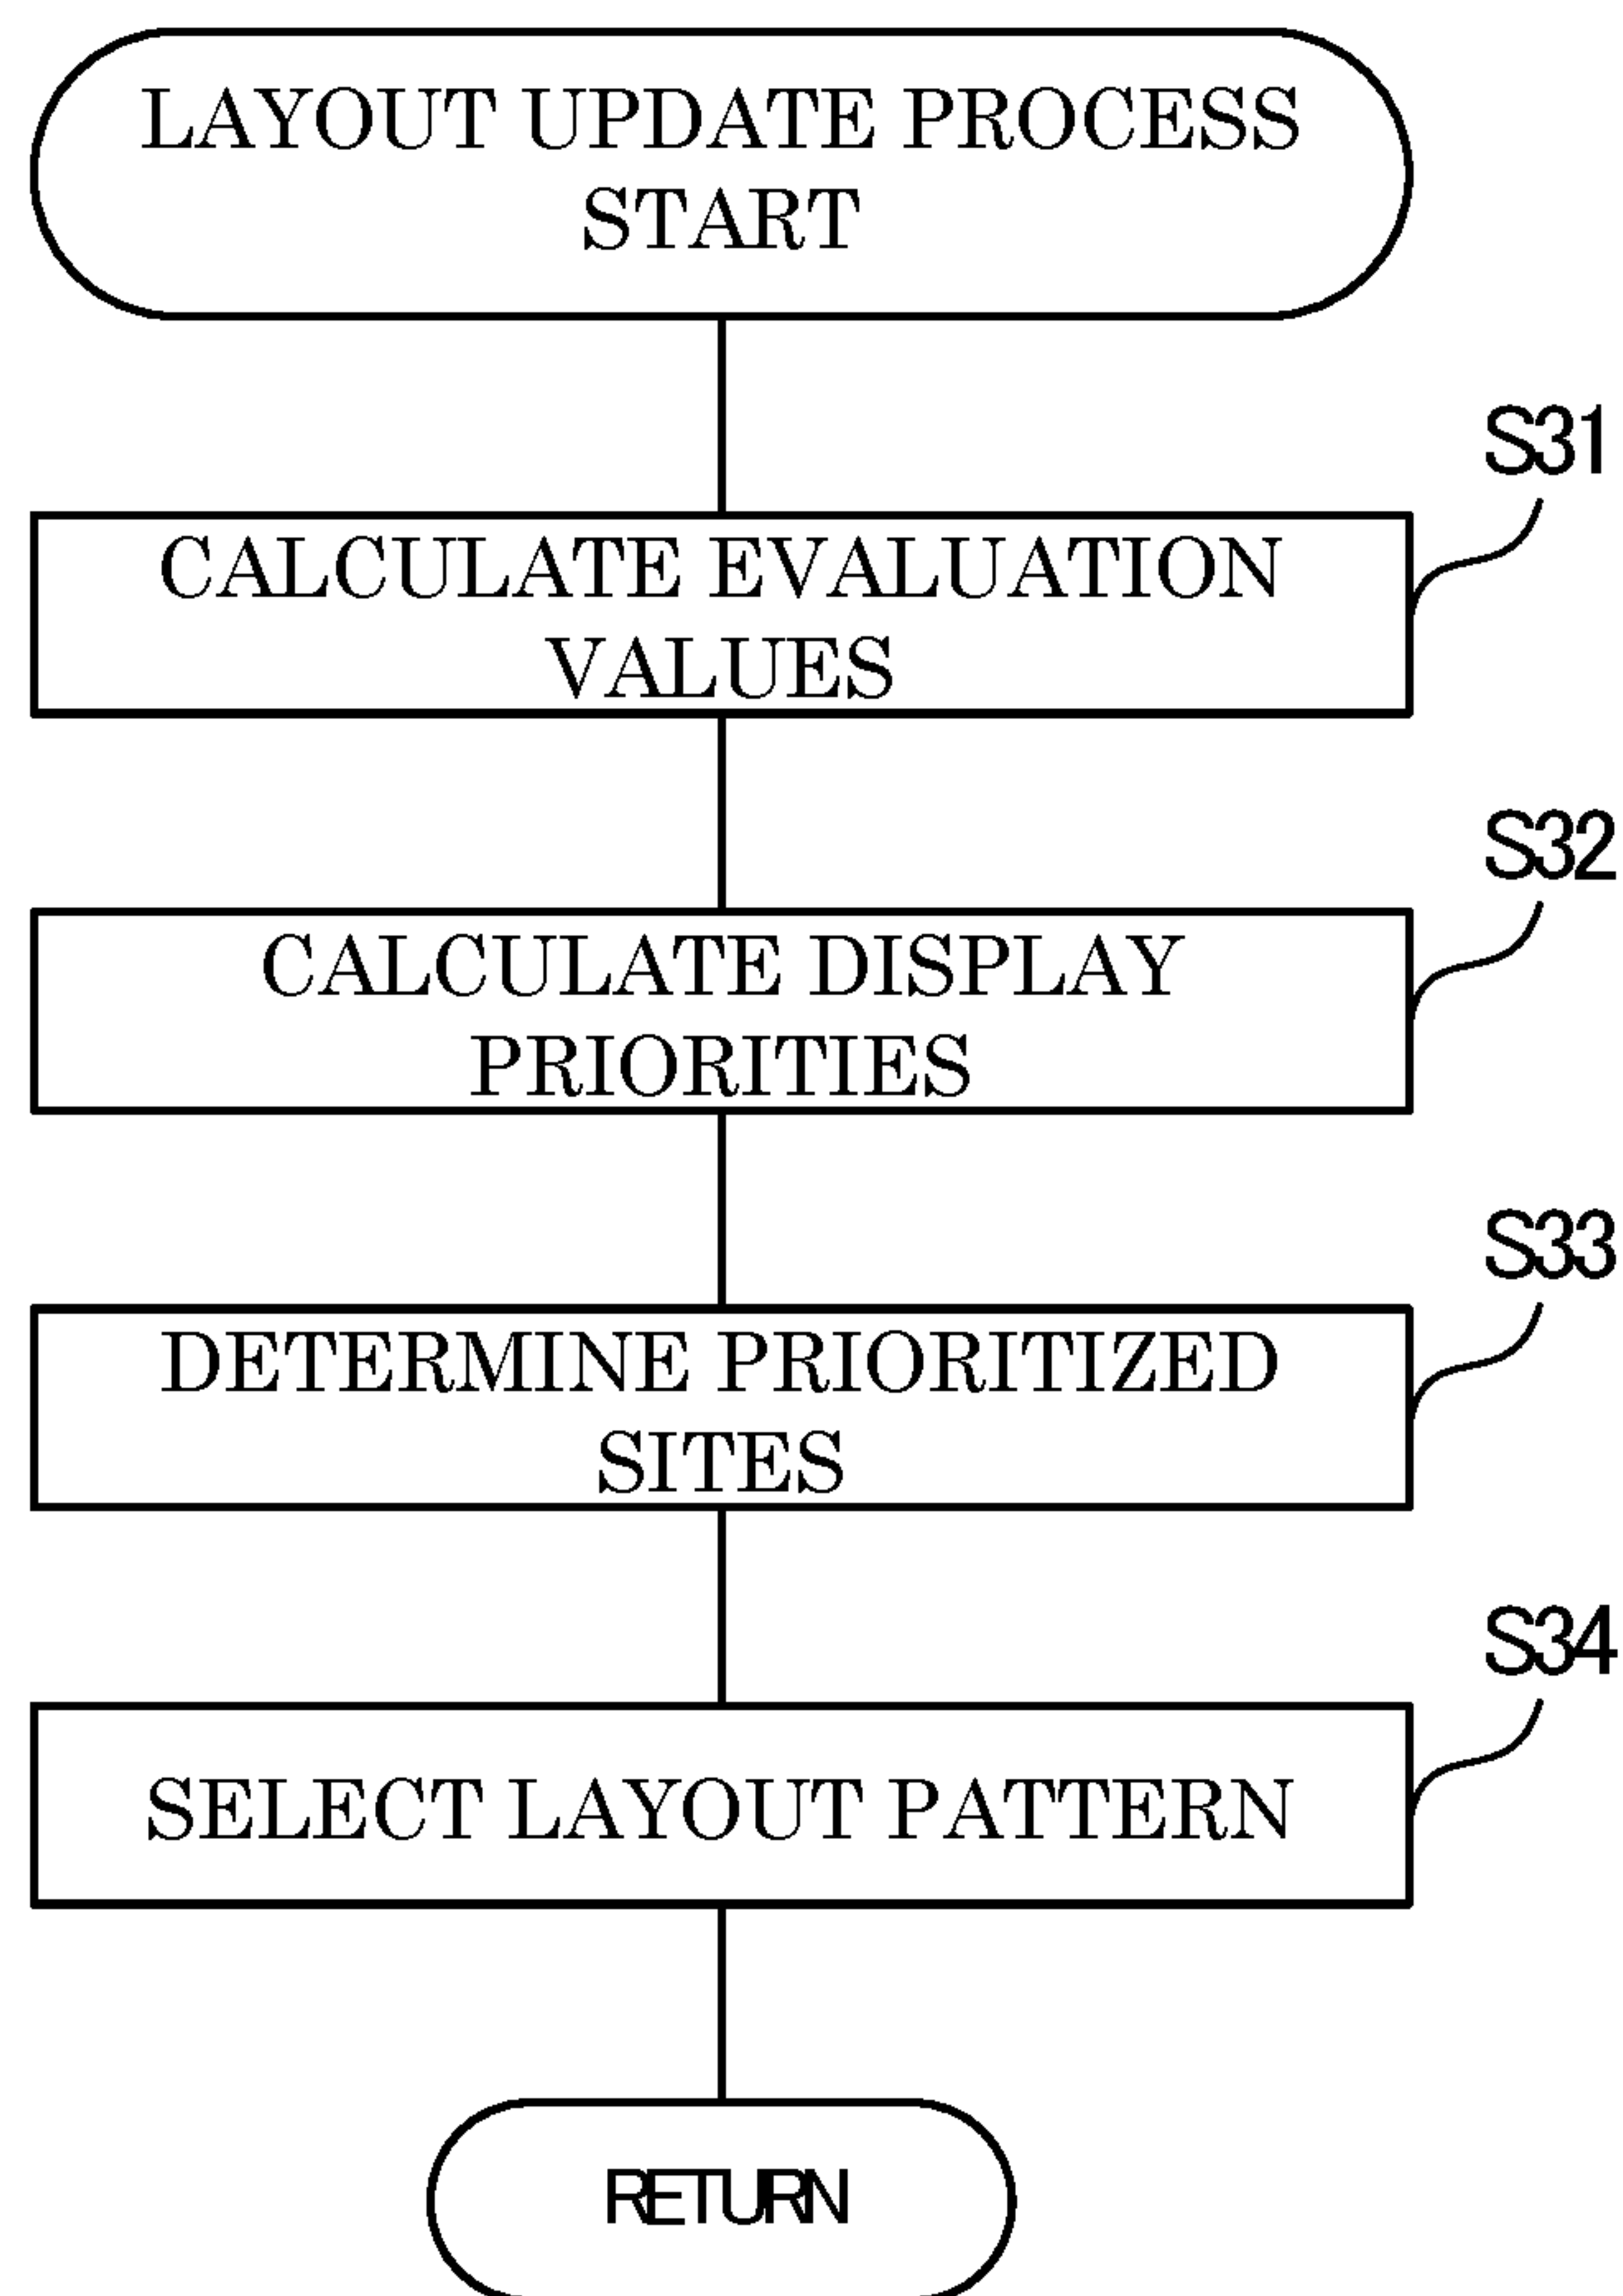 LAYOUT UPDATE PROCESS
START
S31
CALCULATE EVALUATION
VALUES
S32
CALCULATE DISPLAY
PRIORITIES
S33
DETERMINE PRIORITIZED
SITES
S34
SELECT LAYOUT PATTERN
RETURN